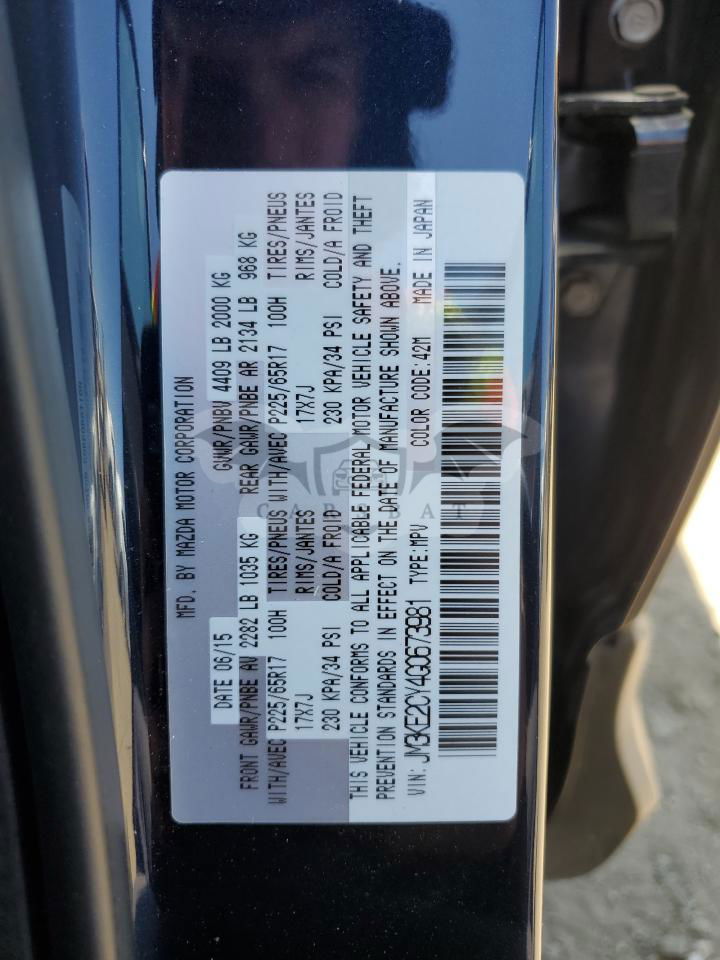 MFD. BY MAZDA MOTOR CORPORATION
DATE 06/15 GVWR/PNBV 4409 LB 2000 KG
FRONT GAWR/PNBE AV 2282 LB 1035 KG REAR GAWR/PNBE AR 2134 LB 968 KG
WITH/AVEC P225/65R17 100H TIRES/PNEUS WITH/AVEC P225/65R17 100H TIRES/PNEUS
17X7J RIMS/JANTES 17X7J RIMS/JANTES
230 KPA/34 PSI COLD/A FROID 230 KPA/34 PSI COLD/A FROID
THIS VEHICLE CONFORMS TO ALL APPLICABLE FEDERAL MOTOR VEHICLE SAFETY AND THEFT
PREVENTION STANDARDS IN EFFECT ON THE DATE OF MANUFACTURE SHOWN ABOVE.
VIN: JM3KE2CY4G0673981 TYPE: MPV COLOR CODE: 42M MADE IN JAPAN
CARSBAT